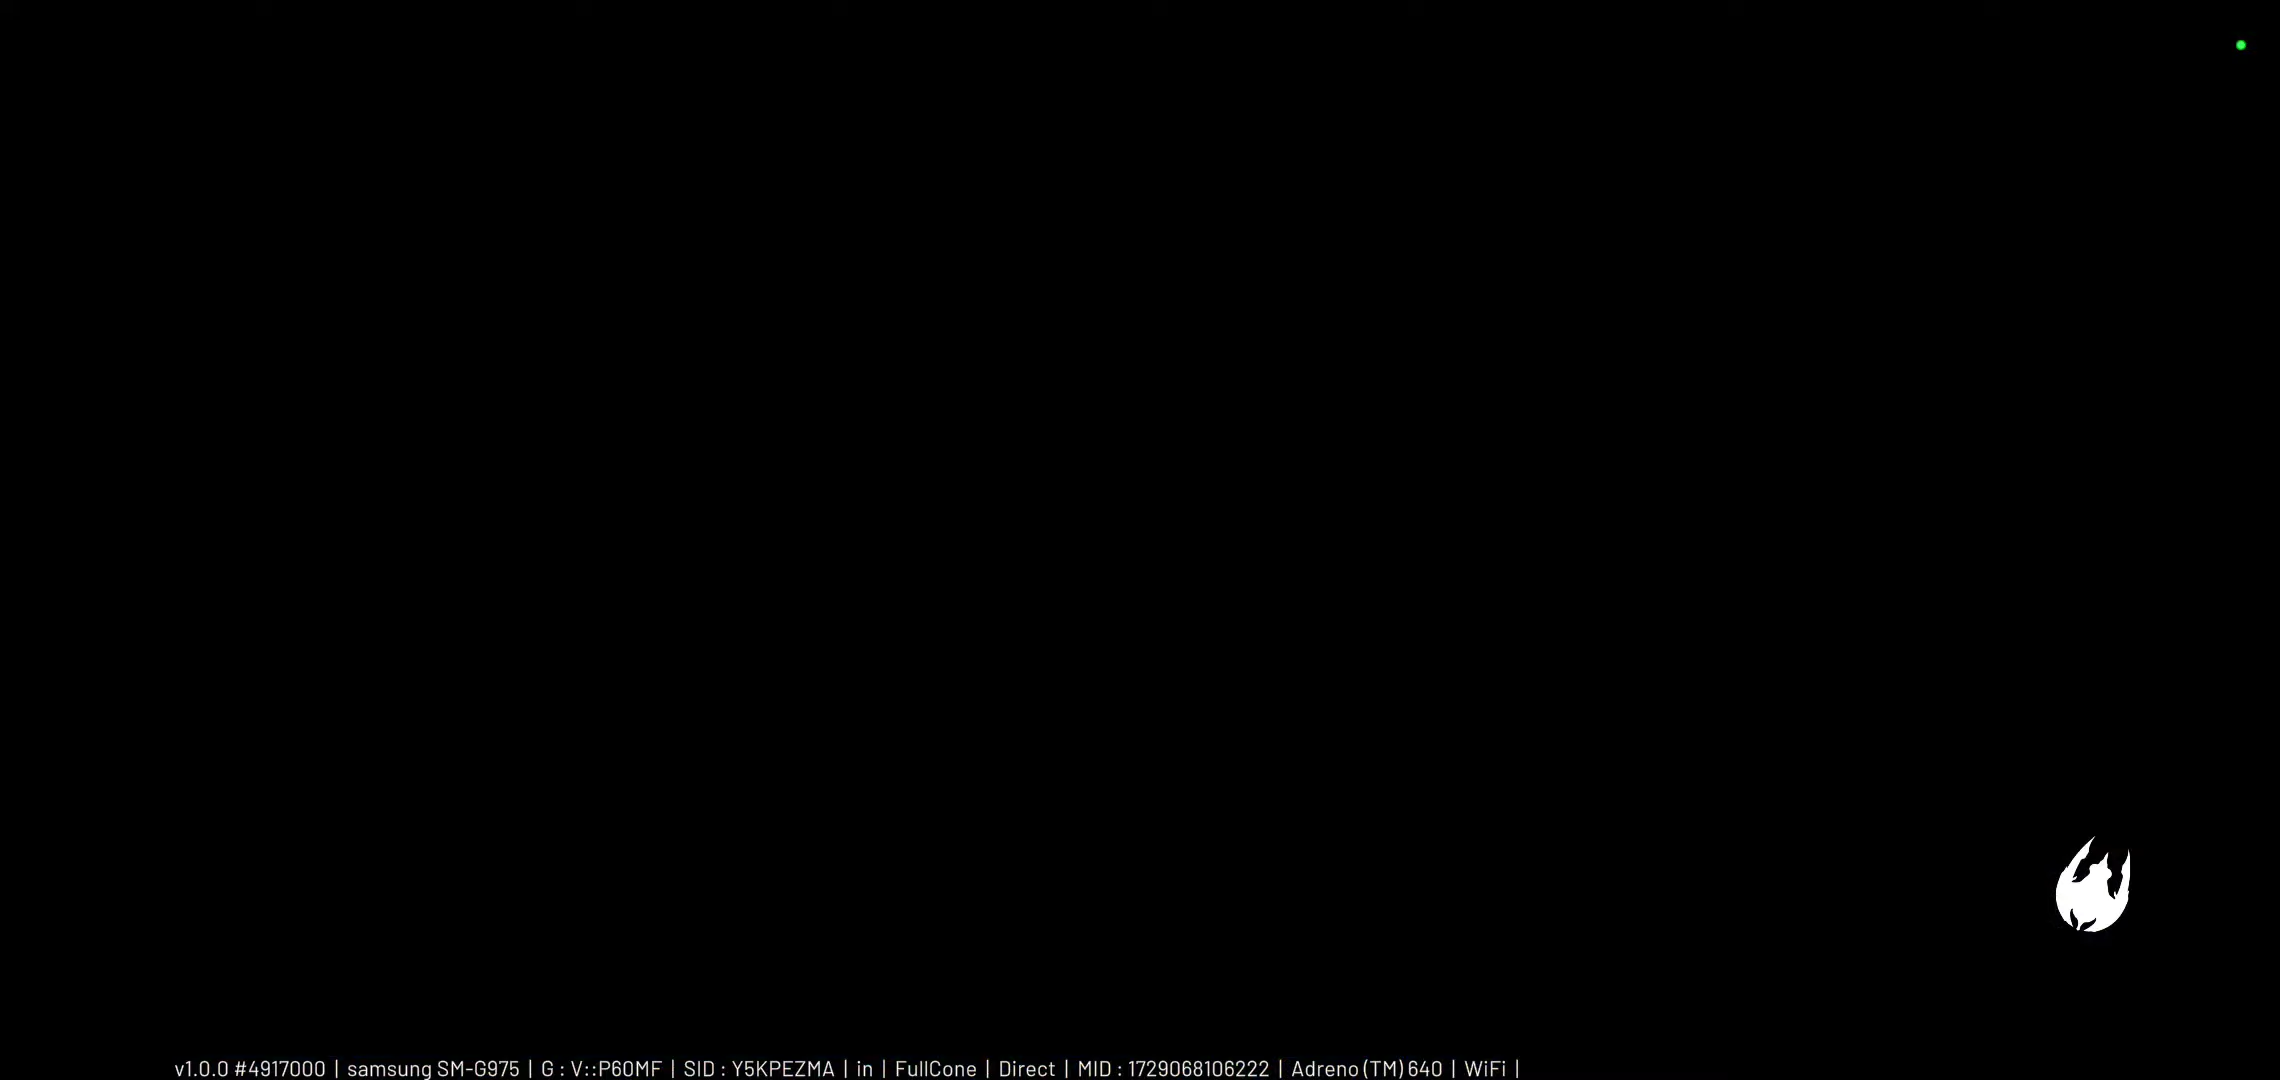 v1.0.0 #4917000 | samsung SM-G975 | G : V::P60MF | SID : Y5KPEZMA | in | FullCone | Direct | MID : 1729068106222 | Adreno (TM) 640 | WiFi |